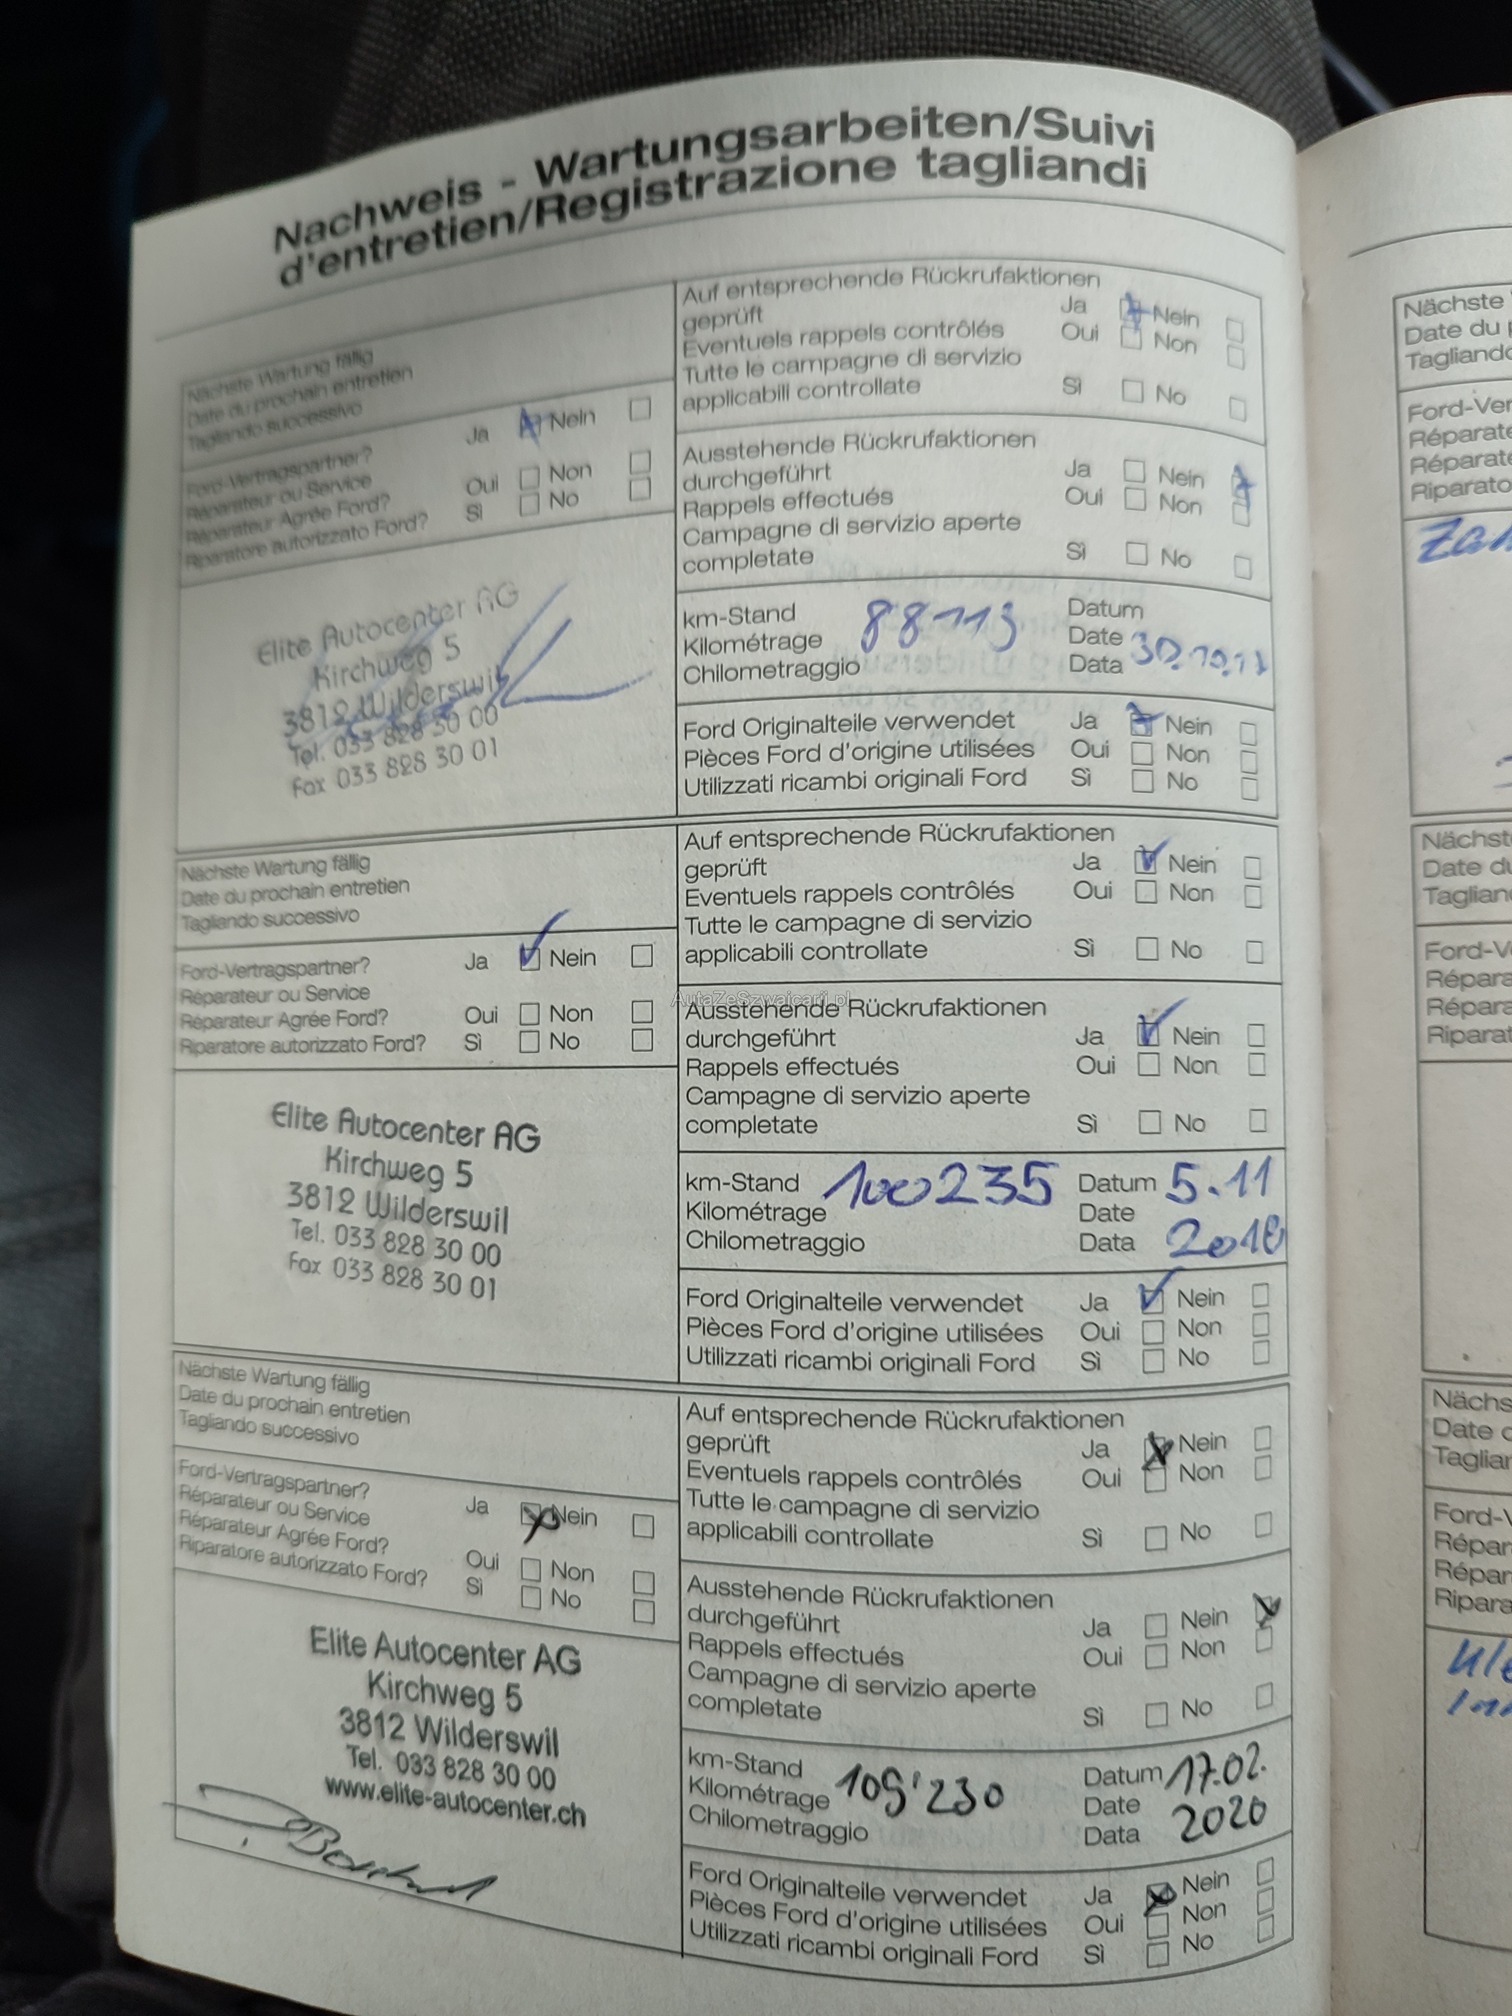 Nachweis - Wartungsarbeiten/Suivi
d'entretien/Registrazione tagliandi
Nächste Wartung fällig
Date du prochain entretien
Tagliando successivo
Ford-Vertragspartner?
Réparateur ou Service
Réparateur Agrée Ford?
Riparatore autorizzato Ford?
Ja Nein
Oui Non
Sì No
Elite Autocenter AG
Kirchweg 5
3812 Wilderswil
Tel. 033 828 30 00
Fax 033 828 30 01
Auf entsprechende Rückrufaktionen
geprüft Ja Nein
Eventuels rappels contrôlés Oui Non
Tutte le campagne di servizio
applicabili controllate Sì No
Ausstehende Rückrufaktionen
durchgeführt Ja Nein
Rappels effectués Oui Non
Campagne di servizio aperte
completate Sì No
km-Stand 88113 Datum
Kilométrage Date 30.10.17
Chilometraggio Data
Ford Originalteile verwendet Ja Nein
Pièces Ford d'origine utilisées Oui Non
Utilizzati ricambi originali Ford Sì No
Nächste Wartung fällig
Date du prochain entretien
Tagliando successivo
Ford-Vertragspartner? Ja Nein
Réparateur ou Service
Réparateur Agrée Ford? Oui Non
Riparatore autorizzato Ford? Sì No
Elite Autocenter AG
Kirchweg 5
3812 Wilderswil
Tel. 033 828 30 00
Fax 033 828 30 01
Auf entsprechende Rückrufaktionen
geprüft Ja Nein
Eventuels rappels contrôlés Oui Non
Tutte le campagne di servizio
applicabili controllate Sì No
AutaZeSzwajcarii.pl
Ausstehende Rückrufaktionen
durchgeführt Ja Nein
Rappels effectués Oui Non
Campagne di servizio aperte
completate Sì No
km-Stand 100235 Datum 5.11
Kilométrage Date
Chilometraggio Data 2018
Ford Originalteile verwendet Ja Nein
Pièces Ford d'origine utilisées Oui Non
Utilizzati ricambi originali Ford Sì No
Nächste Wartung fällig
Date du prochain entretien
Tagliando successivo
Ford-Vertragspartner? Ja Nein
Réparateur ou Service
Réparateur Agrée Ford? Oui Non
Riparatore autorizzato Ford? Sì No
Elite Autocenter AG
Kirchweg 5
3812 Wilderswil
Tel. 033 828 30 00
www.elite-autocenter.ch
Auf entsprechende Rückrufaktionen
geprüft Ja Nein
Eventuels rappels contrôlés Oui Non
Tutte le campagne di servizio
applicabili controllate Sì No
Ausstehende Rückrufaktionen
durchgeführt Ja Nein
Rappels effectués Oui Non
Campagne di servizio aperte
completate Sì No
km-Stand 109'230 Datum 17.02.
Kilométrage Date
Chilometraggio Data 2020
Ford Originalteile verwendet Ja Nein
Pièces Ford d'origine utilisées Oui Non
Utilizzati ricambi originali Ford Sì No
Nächste
Date du